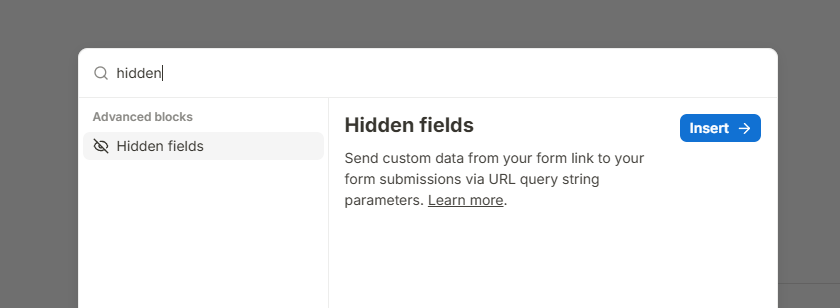 hidden
Advanced blocks
Hidden fields
Hidden fields
Insert
Send custom data from your form link to your
form submissions via URL query string
parameters. Learn more.